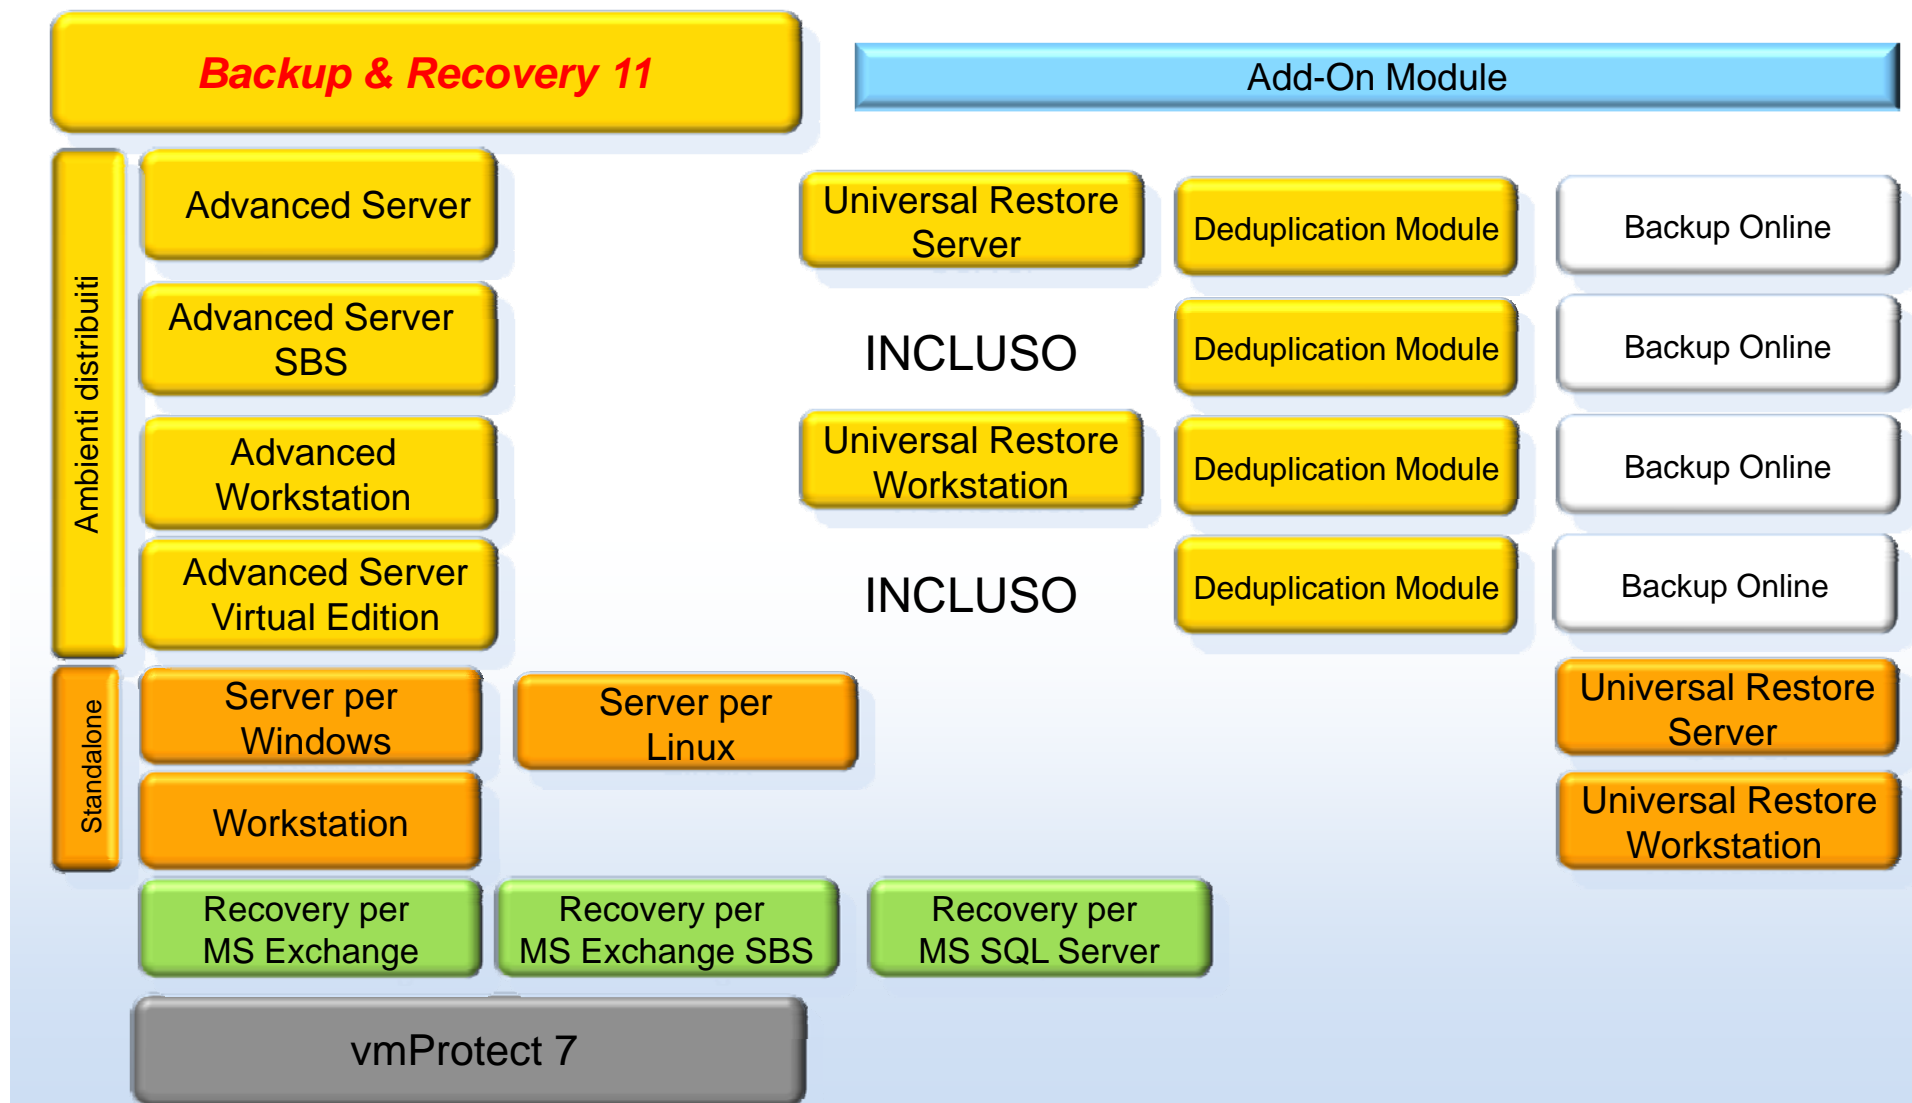 Backup & Recovery 11
Add-On Module
Ambienti distribuiti
Advanced Server
Universal Restore
Server
Deduplication Module
Backup Online
Advanced Server
SBS
INCLUSO
Deduplication Module
Backup Online
Advanced
Workstation
Universal Restore
Workstation
Deduplication Module
Backup Online
Advanced Server
Virtual Edition
INCLUSO
Deduplication Module
Backup Online
Standalone
Server per
Windows
Server per
Linux
Universal Restore
Server
Workstation
Universal Restore
Workstation
Recovery per
MS Exchange
Recovery per
MS Exchange SBS
Recovery per
MS SQL Server
vmProtect 7